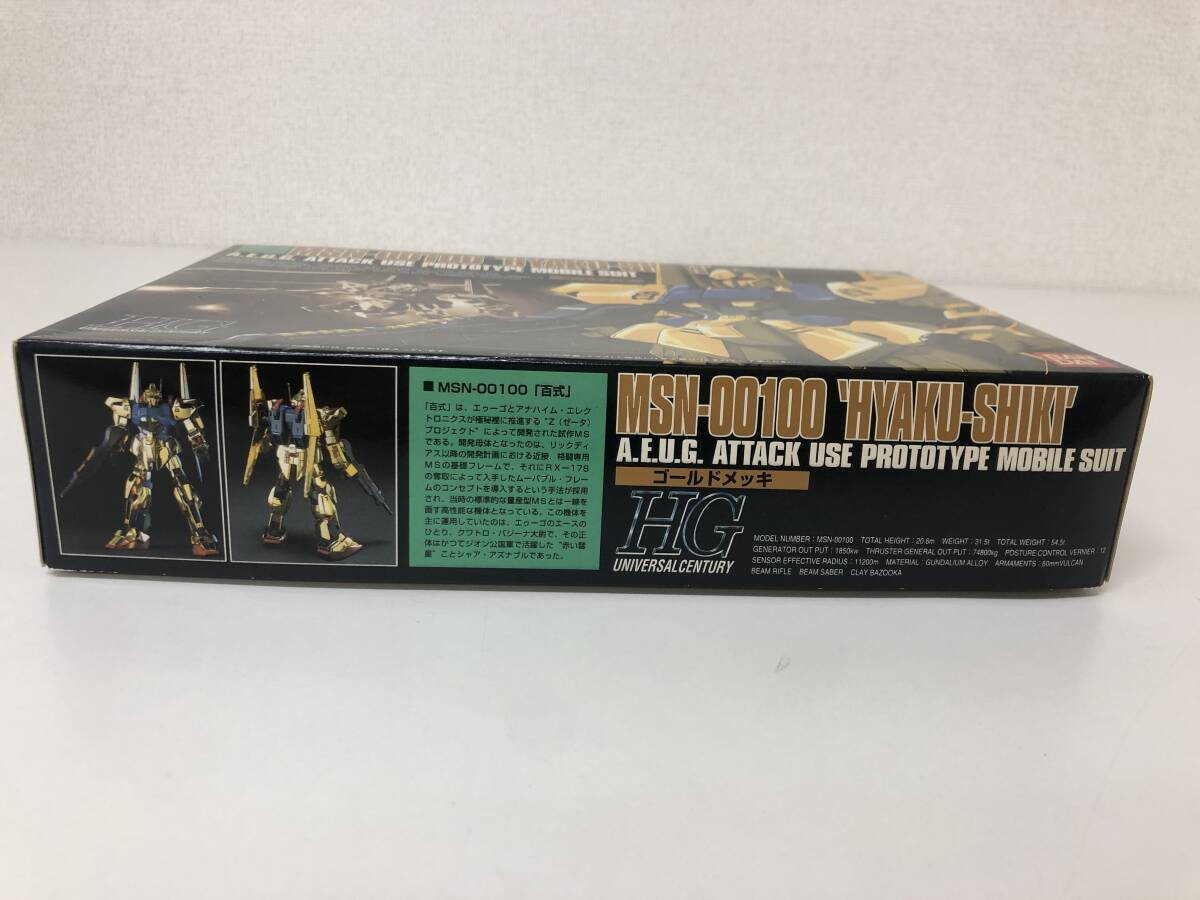 MSN-00100 'HYAKU-SHIKI'
A.E.U.G. ATTACK USE PROTOTYPE MOBILE SUIT
HG
■ MSN-00100「百式」
「百式」は、エゥーゴとアナハイム・エレク
トロニクスが極秘裡に推進する"Z(ゼータ)
プロジェクト"によって開発された試作MS
である。開発母体となったのは、リックディ
アス以降の開発計画における近接、格闘専用
MSの基礎フレームで、それにRX-178
の奪取によって入手したムーバブル・フレー
ムのコンセプトを導入するという手法が採用
され、当時の標準的な量産型MSとは一線を
画す高性能な機体となっている。この機体を
主に運用していたのは、エゥーゴのエースの
ひとり、クワトロ・バジーナ大尉で、その正
体はかつてジオン公国軍で活躍した"赤い彗
星"ことシャア・アズナブルであった。
MSN-00100 'HYAKU-SHIKI'
A.E.U.G. ATTACK USE PROTOTYPE MOBILE SUIT
ゴールドメッキ
HG
UNIVERSAL CENTURY
MODEL NUMBER : MSN-00100 TOTAL HEIGHT : 20.6m WEIGHT : 31.5t TOTAL WEIGHT : 54.5t
GENERATOR OUT PUT : 1850kw THRUSTER GENERAL OUT PUT : 74800kg POSTURE CONTROL VERNIER : 12
SENSOR EFFECTIVE RADIUS : 11200m MATERIAL : GUNDALIUM ALLOY ARMAMENTS : 60mmVULCAN
BEAM RIFLE BEAM SABER CLAY BAZOOKA